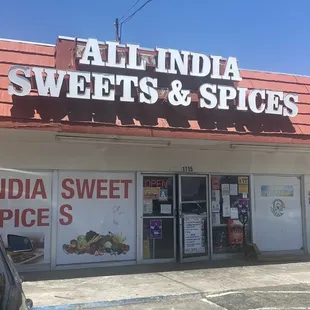 ALL INDIA
SWEETS & SPICES
OPEN
NDIA SWEET
SPICE S